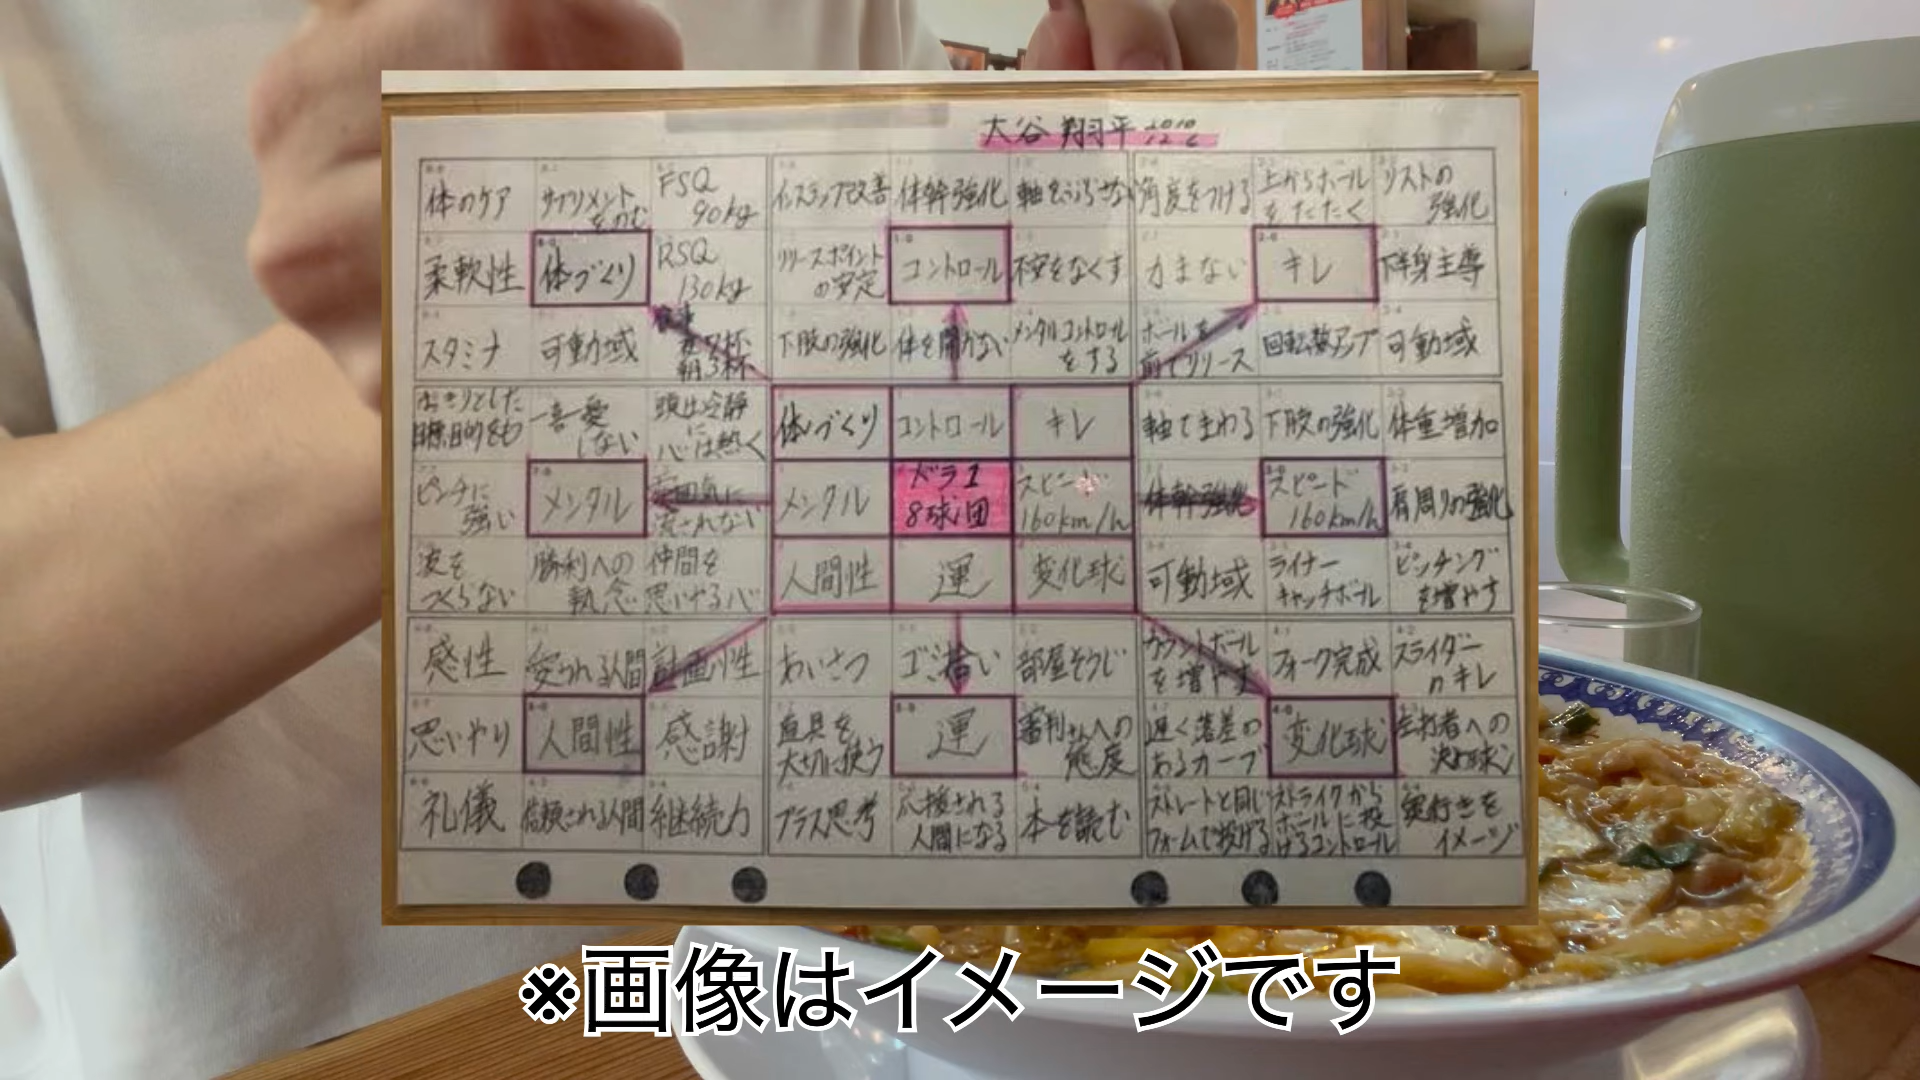 大谷 翔平
体のケア
サプリメント
をのむ
FSQ
90kg
インステップ改善
体幹強化
軸をぶらさない
角度をつける
上からボール
をたたく
リストの
強化
柔軟性
体づくり
RSQ
130kg
リリースポイント
の安定
コントロール
不安をなくす
力まない
キレ
下半身主導
スタミナ
可動域
夜7杯
朝3杯
下肢の強化
体を開かない
メンタルコントロール
をする
ボールを
前でリリース
回転数アップ
可動域
はっきりとした
目標、目的をもつ
一喜一憂
しない
頭は冷静
に
心は熱く
体づくり
コントロール
キレ
軸でまわる
下肢の強化
体重増加
ピンチに
強い
メンタル
雰囲気に
流されない
メンタル
ドラ1
8球団
スピード
160km/h
体幹強化
スピード
160km/h
肩周りの強化
波を
つくらない
勝利への
執念
仲間を
思いやる心
人間性
運
変化球
可動域
ライナー
キャッチボール
ピッチング
を増やす
感性
愛される人間
計画性
あいさつ
ゴミ拾い
部屋そうじ
カウントボール
を増やす
フォーク完成
スライダー
のキレ
思いやり
人間性
感謝
道具を
大切に使う
運
審判さんへの
態度
遅く落差の
あるカーブ
変化球
左打者への
決め球
礼儀
信頼される人間
継続力
プラス思考
応援される
人間になる
本を読む
ストレートと同じ
フォームで投げる
ストライクから
ボールに投
げるコントロール
奥行きを
イメージ
※画像はイメージです